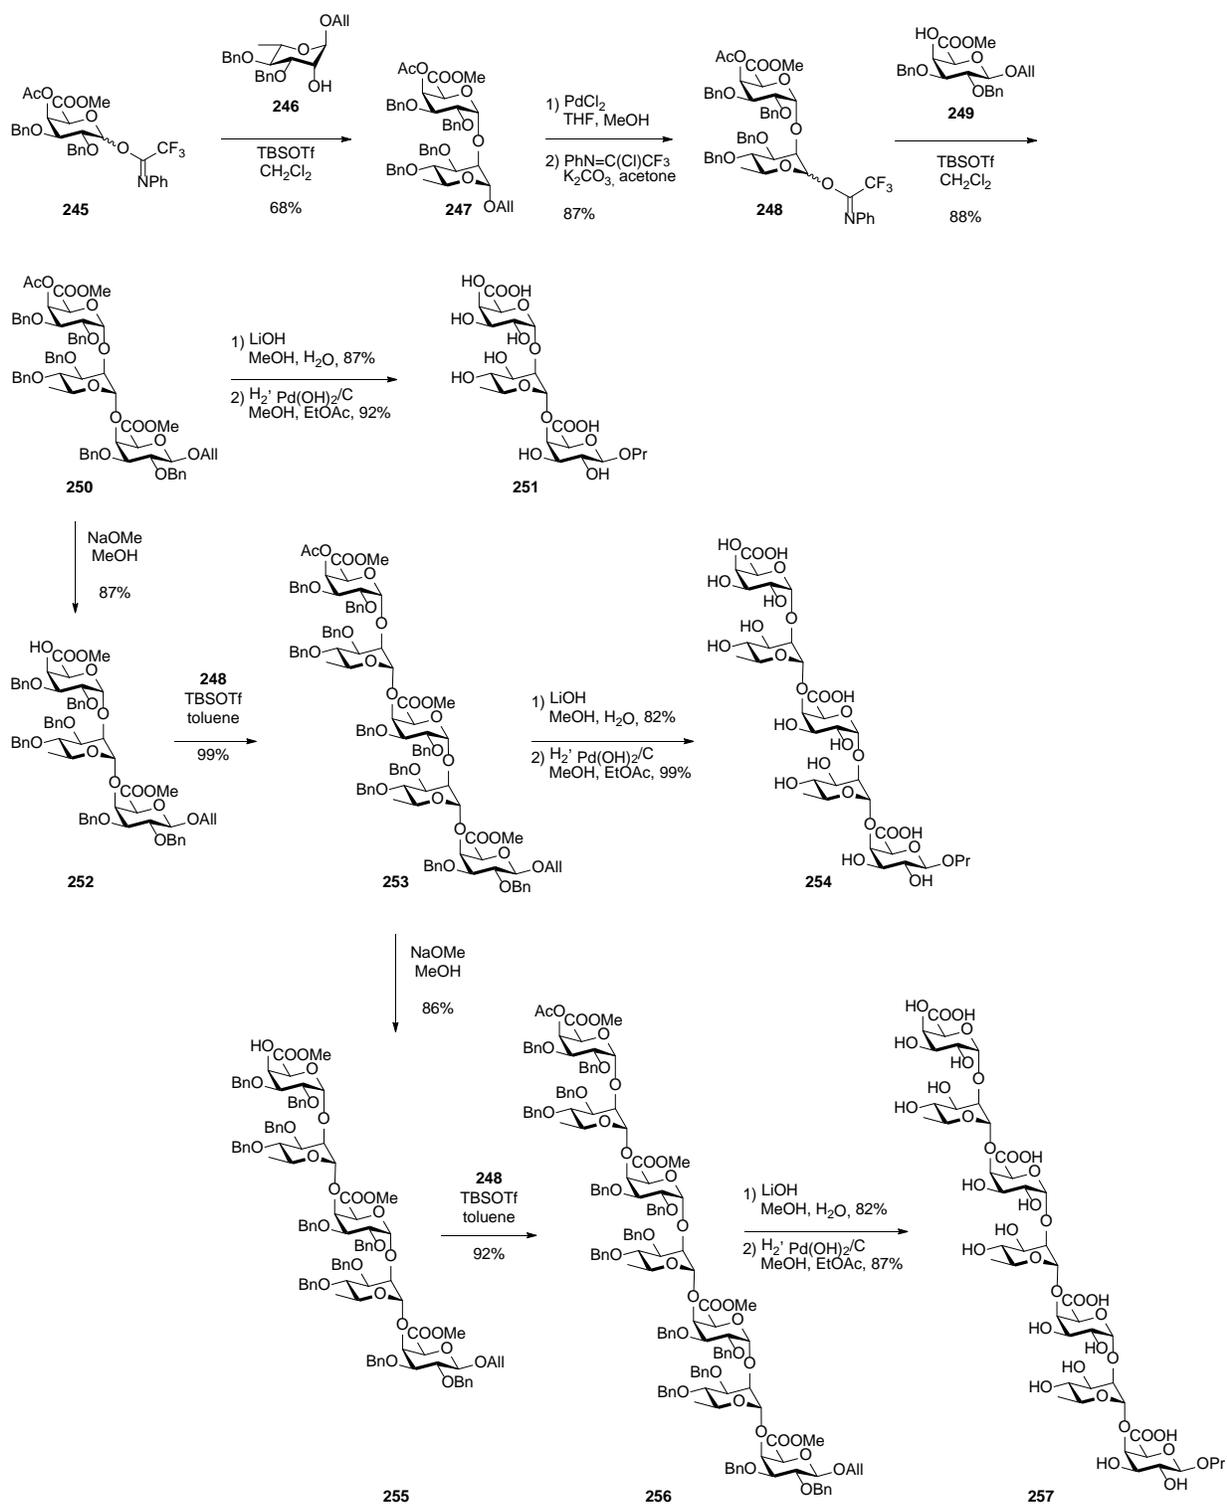 OAll
O
BnO
BnO
OH
246
AcO
COOMe
O
BnO
BnO
O
CF3
NPh
245
TBSOTf
CH2Cl2
68%
AcO
COOMe
O
BnO
BnO
O
BnO
BnO
O
OAll
247
1) PdCl2
THF, MeOH
2) PhN=C(Cl)CF3
K2CO3, acetone
87%
AcO
COOMe
O
BnO
BnO
O
BnO
BnO
O
O
CF3
NPh
248
HO
COOMe
O
BnO
OAll
OBn
249
TBSOTf
CH2Cl2
88%
AcO
COOMe
O
BnO
BnO
O
BnO
BnO
O
O
COOMe
O
BnO
OAll
OBn
250
1) LiOH
MeOH, H2O, 87%
2) H2' Pd(OH)2/C
MeOH, EtOAc, 92%
HO
COOH
O
HO
HO
O
HO
HO
O
O
COOH
O
HO
OPr
OH
251
NaOMe
MeOH
87%
HO
COOMe
O
BnO
BnO
O
BnO
BnO
O
O
COOMe
O
BnO
OAll
OBn
252
248
TBSOTf
toluene
99%
AcO
COOMe
O
BnO
BnO
O
BnO
BnO
O
O
COOMe
O
BnO
BnO
O
BnO
BnO
O
O
COOMe
O
BnO
OAll
OBn
253
1) LiOH
MeOH, H2O, 82%
2) H2' Pd(OH)2/C
MeOH, EtOAc, 99%
HO
COOH
O
HO
HO
O
HO
HO
O
O
COOH
O
HO
HO
O
HO
HO
O
O
COOH
O
HO
OPr
OH
254
NaOMe
MeOH
86%
HO
COOMe
O
BnO
BnO
O
BnO
BnO
O
O
COOMe
O
BnO
BnO
O
BnO
BnO
O
O
COOMe
O
BnO
OAll
OBn
255
248
TBSOTf
toluene
92%
AcO
COOMe
O
BnO
BnO
O
BnO
BnO
O
O
COOMe
O
BnO
BnO
O
BnO
BnO
O
O
COOMe
O
BnO
BnO
O
BnO
BnO
O
O
COOMe
O
BnO
OAll
OBn
256
1) LiOH
MeOH, H2O, 82%
2) H2' Pd(OH)2/C
MeOH, EtOAc, 87%
HO
COOH
O
HO
HO
O
HO
HO
O
O
COOH
O
HO
HO
O
HO
HO
O
O
COOH
O
HO
HO
O
HO
HO
O
O
COOH
O
HO
OPr
OH
257